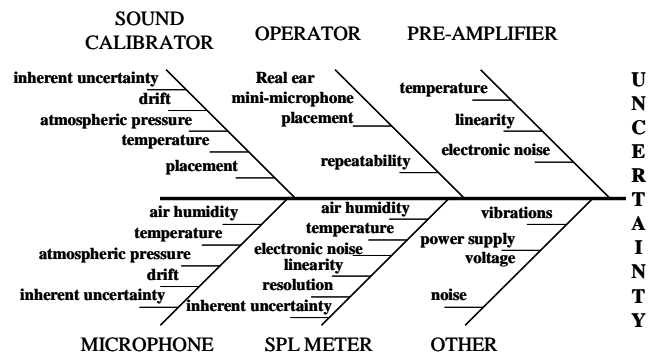 SOUND
CALIBRATOR
OPERATOR
PRE-AMPLIFIER
inherent uncertainty
drift
atmospheric pressure
temperature
placement
Real ear
mini-microphone
placement
repeatability
temperature
linearity
electronic noise
UNCERTAINTY
air humidity
temperature
atmospheric pressure
drift
inherent uncertainty
air humidity
temperature
electronic noise
linearity
resolution
inherent uncertainty
vibrations
power supply
voltage
noise
MICROPHONE
SPL METER
OTHER